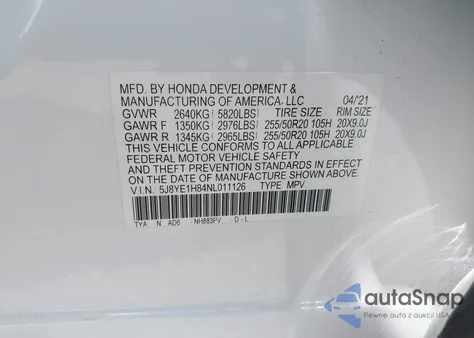 MFD. BY HONDA DEVELOPMENT &
MANUFACTURING OF AMERICA, LLC 04/'21
GVWR 2640KG (5820LBS) TIRE SIZE RIM SIZE
GAWR F 1350KG (2976LBS) 255/50R20 105H 20X9.0J
GAWR R 1345KG (2965LBS) 255/50R20 105H 20X9.0J
THIS VEHICLE CONFORMS TO ALL APPLICABLE
FEDERAL MOTOR VEHICLE SAFETY
AND THEFT PREVENTION STANDARDS IN EFFECT
ON THE DATE OF MANUFACTURE SHOWN ABOVE.
V.I.N. 5J8YE1H84NL011126 TYPE MPV
TYA N AD6 NH883PV D-L
autoSnap
Pewne auta z aukcji USA